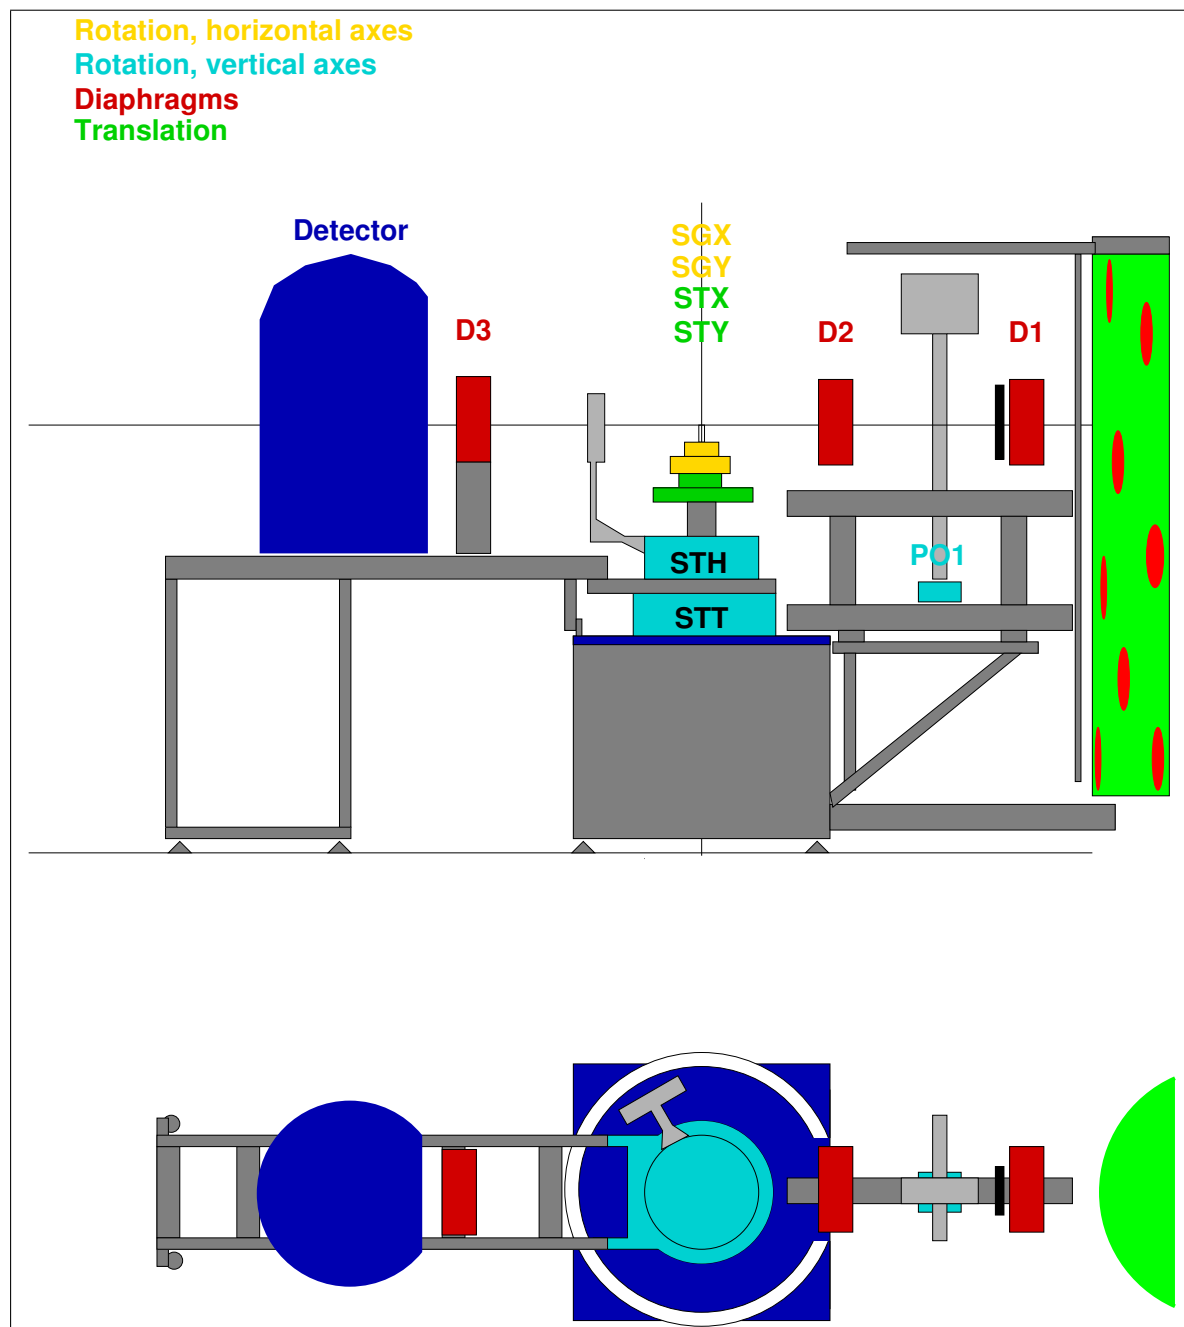 Rotation, horizontal axes
Rotation, vertical axes
Diaphragms
Translation
Detector
SGX
SGY
STX
STY
D3
D2
D1
PO1
STH
STT